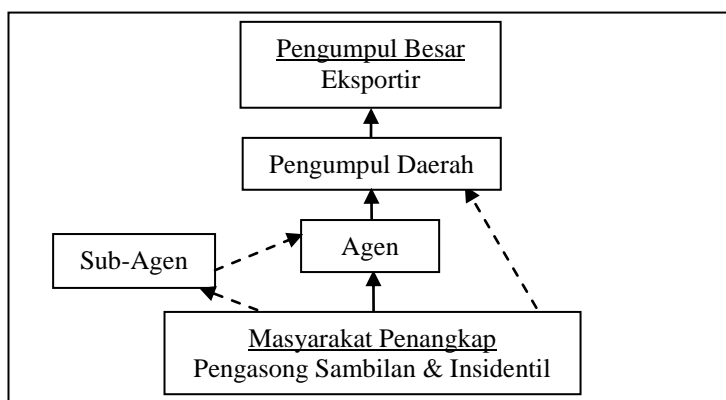 Pengumpul Besar
Eksportir
Pengumpul Daerah
Sub-Agen
Agen
Masyarakat Penangkap
Pengasong Sambilan & Insidentil